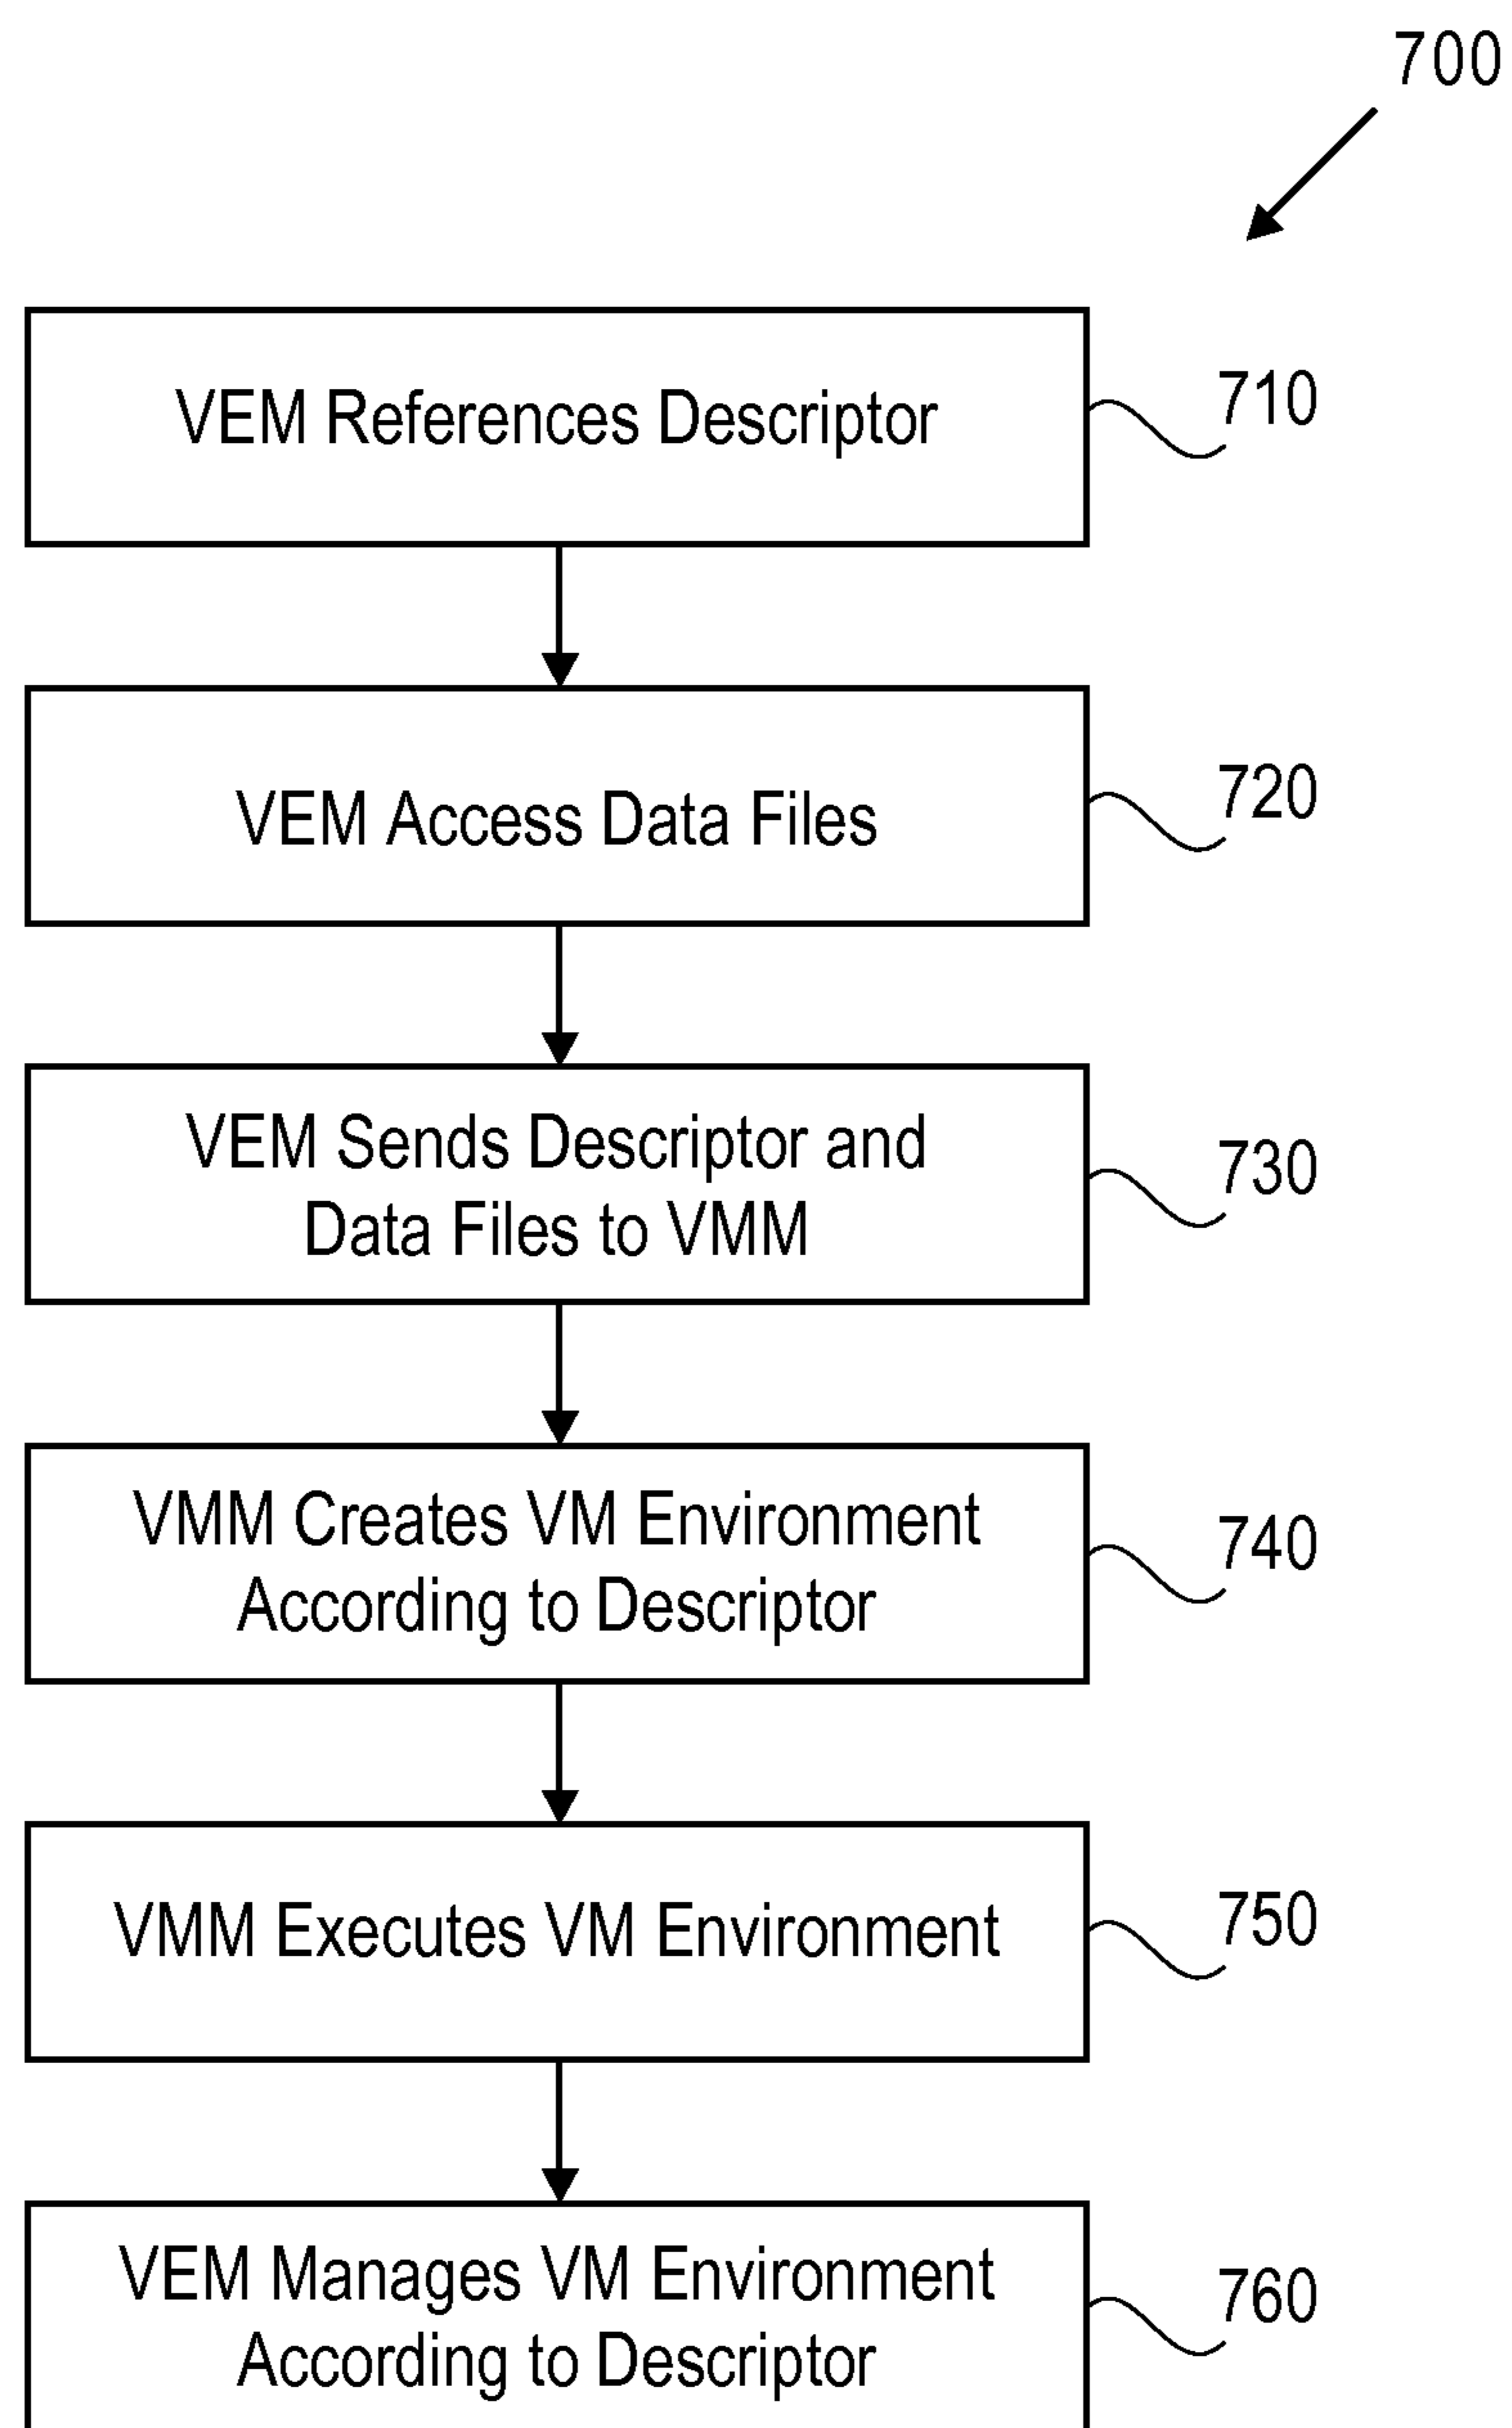 700
VEM References Descriptor
710
VEM Access Data Files
720
VEM Sends Descriptor and
Data Files to VMM
730
VMM Creates VM Environment
According to Descriptor
740
VMM Executes VM Environment
750
VEM Manages VM Environment
According to Descriptor
760